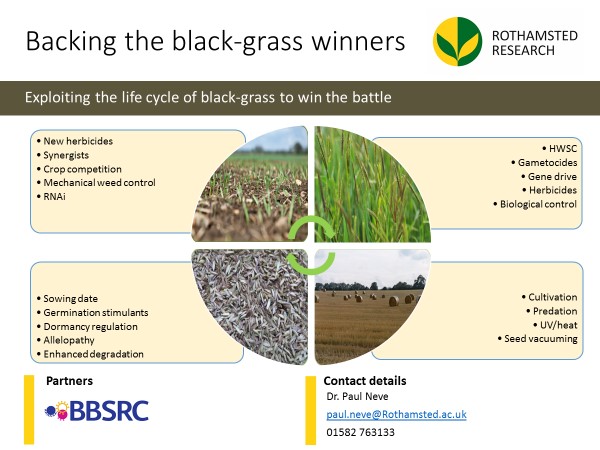 Backing the black-grass winners
ROTHAMSTED
RESEARCH
Exploiting the life cycle of black-grass to win the battle
• New herbicides
• Synergists
• Crop competition
• Mechanical weed control
• RNAi
• HWSC
• Gametocides
• Gene drive
• Herbicides
• Biological control
• Sowing date
• Germination stimulants
• Dormancy regulation
• Allelopathy
• Enhanced degradation
• Cultivation
• Predation
• UV/heat
• Seed vacuuming
Partners
BBSRC
Contact details
Dr. Paul Neve
paul.neve@Rothamsted.ac.uk
01582 763133